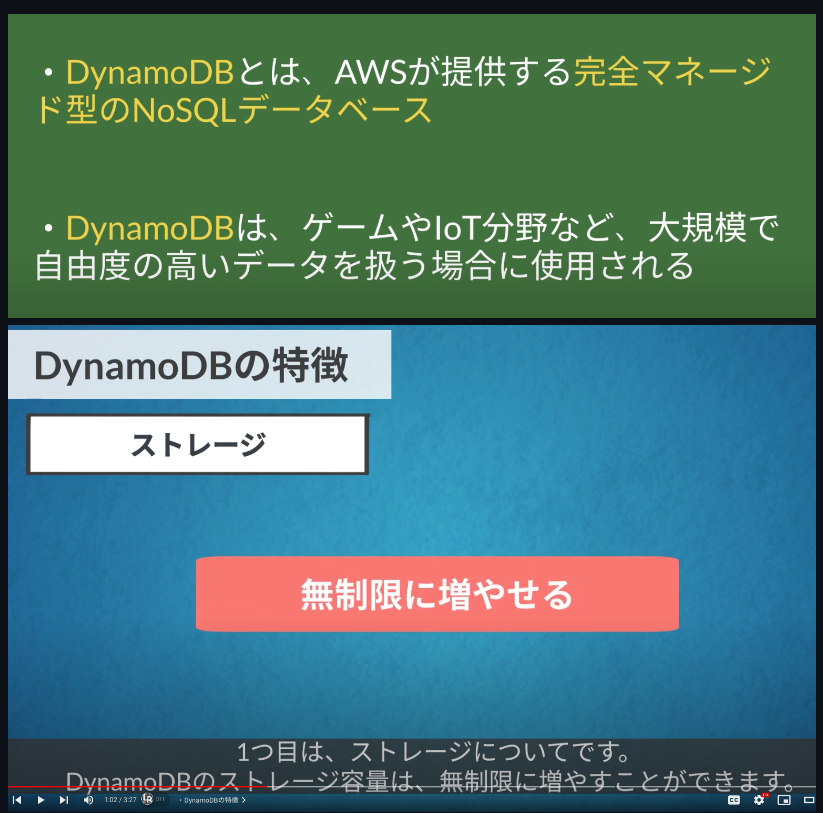 ・DynamoDBとは、AWSが提供する完全マネージ
ド型のNoSQLデータベース
・DynamoDBは、ゲームやIoT分野など、大規模で
自由度の高いデータを扱う場合に使用される
DynamoDBの特徴
ストレージ
無制限に増やせる
1つ目は、ストレージについてです。
DynamoDBのストレージ容量は、無制限に増やすことができます。
1:02 / 3:27 OFF ・DynamoDBの特徴